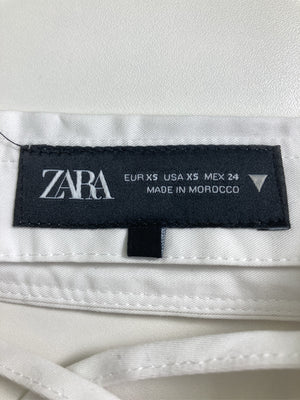 ZARA
EUR XS USA XS MEX 24
MADE IN MOROCCO